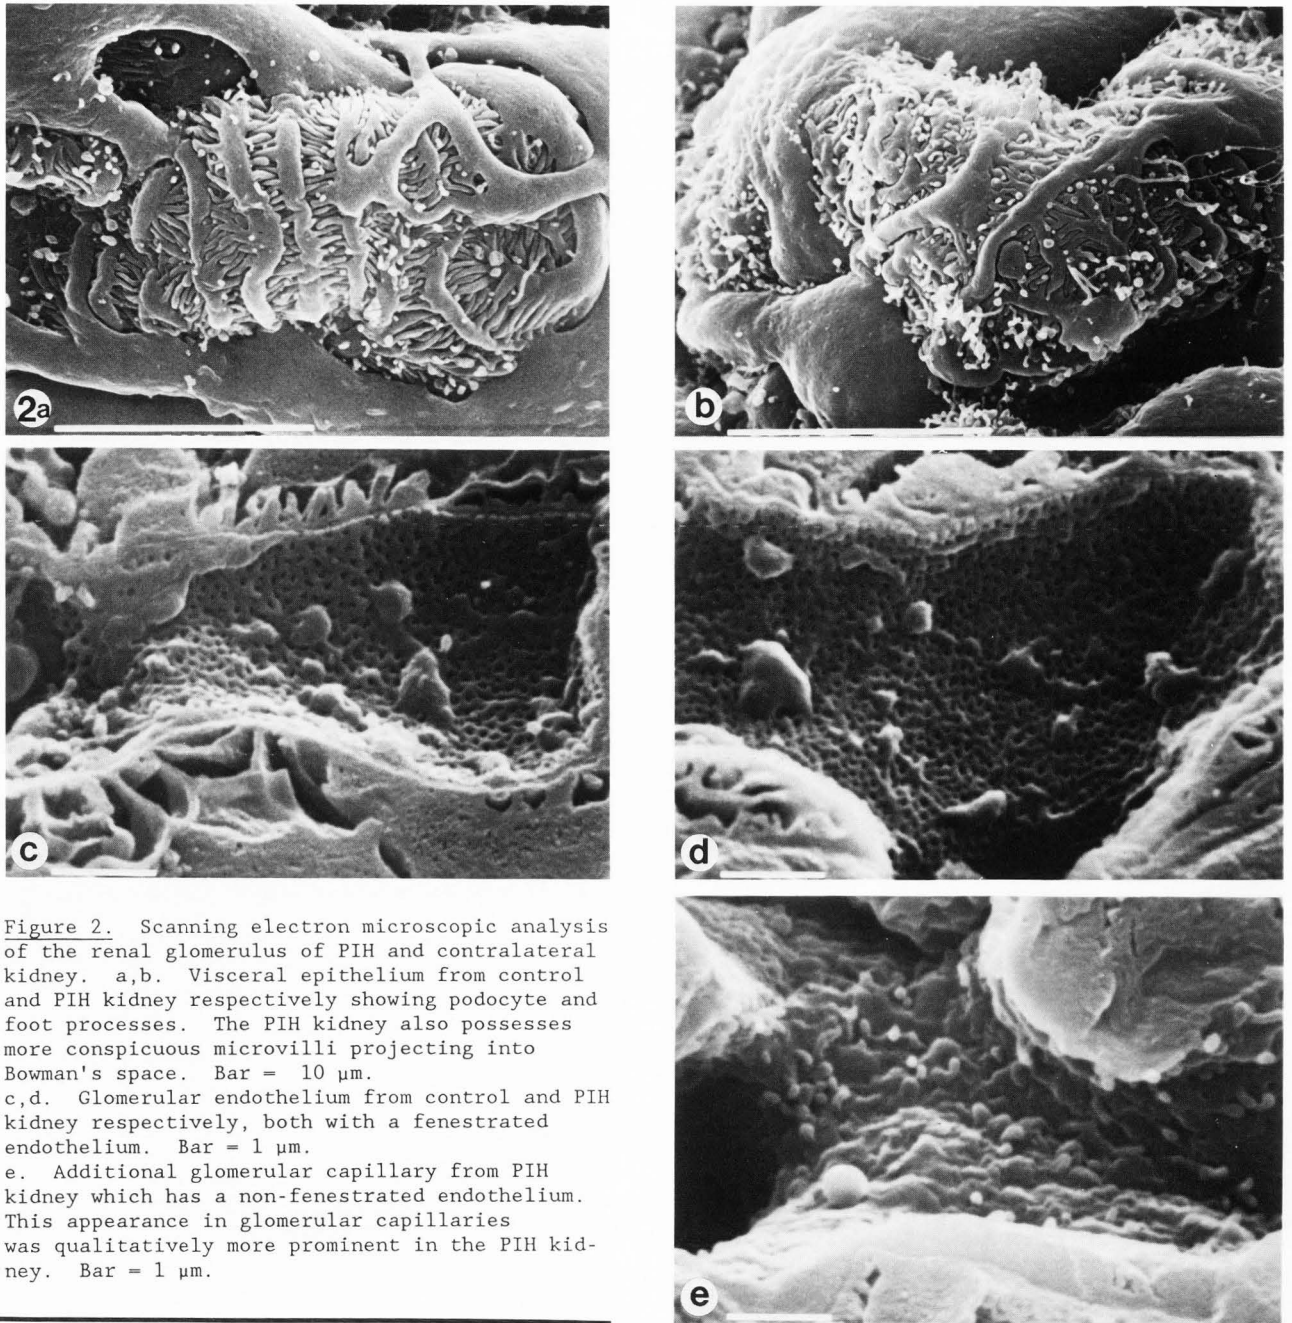 2a
b
c
d
e
Figure 2. Scanning electron microscopic analysis
of the renal glomerulus of PIH and contralateral
kidney. a,b. Visceral epithelium from control
and PIH kidney respectively showing podocyte and
foot processes. The PIH kidney also possesses
more conspicuous microvilli projecting into
Bowman's space. Bar = 10 μm.
c,d. Glomerular endothelium from control and PIH
kidney respectively, both with a fenestrated
endothelium. Bar = 1 μm.
e. Additional glomerular capillary from PIH
kidney which has a non-fenestrated endothelium.
This appearance in glomerular capillaries
was qualitatively more prominent in the PIH kid-
ney. Bar = 1 μm.